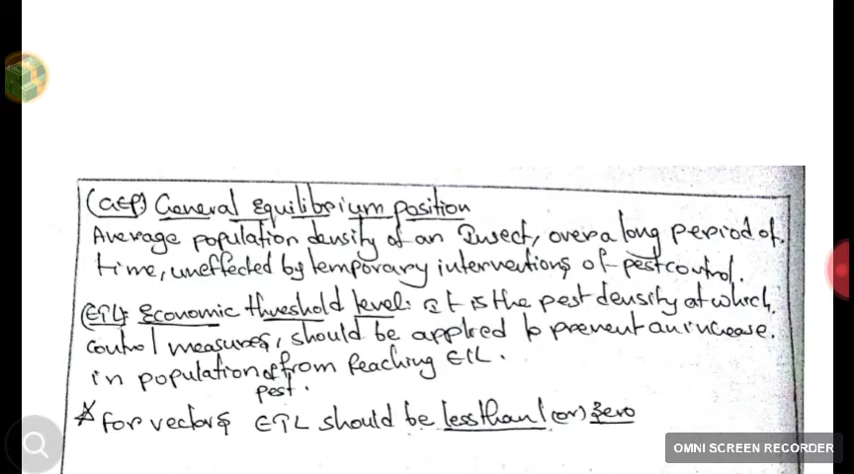 (GEP) General Equilibrium position
Average population density of an Insect, over a long period of
time, uneffected by temporary interventions of pest control.
(ETL): Economic threshold level: It is the pest density at which
control measures, should be applied to prevent an increase
in population of from Reaching EIL.
pest.
* for vectors ETL should be less than 1 (or) zero
OMNI SCREEN RECORDER